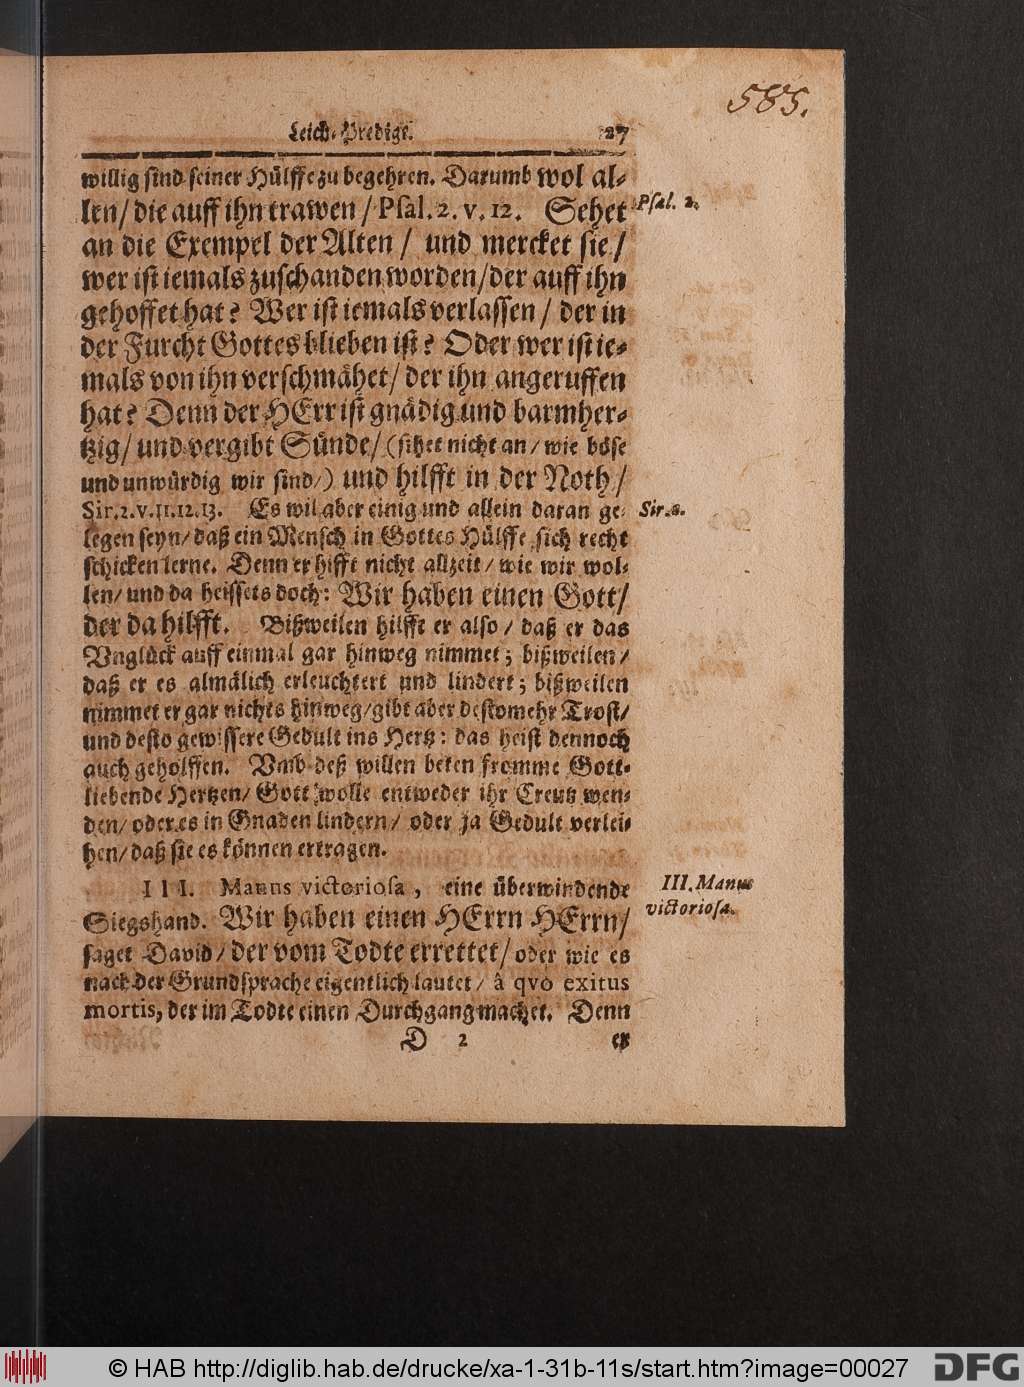 585.
Leich-Predigt. 27
willig sind seiner Hülffe zu begehren. Darumb wol al-
len/ die auff ihn trawen/ Psal. 2. v. 12. Sehet
Psal. 2.
an die Exempel der Alten/ und mercket sie/
wer ist iemals zuschanden worden/ der auff ihn
gehoffet hat? Wer ist iemals verlassen/ der in
der Furcht Gottes blieben ist? Oder wer ist ie-
mals von ihn verschmähet/ der ihn angeruffen
hat? Denn der HErr ist gnädig und barmher-
tzig/ und vergibt Sünde/ (sihet nicht an/ wie böse
und unwürdig wir sind/) und hilfft in der Noth/
Sir. 2. v. 11. 12. 13. Es wil aber einig und allein daran ge-
Sir. 2.
legen seyn/ daß ein Mensch in Gottes Hülffe sich recht
schicken lerne. Denn er hifft nicht allzeit/ wie wir wol-
len/ und da heissets doch: Wir haben einen Gott/
der da hilfft. Bißweilen hilfft er also/ daß er das
Vnglück auff einmal gar hinweg nimmet; bißweilen/
daß er es almälich erleuchtert und lindert; bißweilen
nimmet er gar nichts hinweg/ gibt aber destomehr Trost/
und desto gewissere Gedult ins Hertz: das heist dennoch
auch geholffen. Vmb deß willen beten fromme Gott-
liebende Hertzen/ Gott wolle entweder ihr Creutz wen-
den/ oder es in Gnaden lindern/ oder ja Gedult verlei-
hen/ daß sie es können ertragen.
III. Manus victoriosa, eine überwindende
III. Manus
victoriosa.
Siegshand. Wir haben einen HErrn HErrn/
saget David/ der vom Todte errettet/ oder wie es
nach der Grundsprache eigentlich lautet/ â qvo exitus
mortis, der im Todte einen Durchgang machet. Denn
D 2 er
© HAB http://diglib.hab.de/drucke/xa-1-31b-11s/start.htm?image=00027
DFG